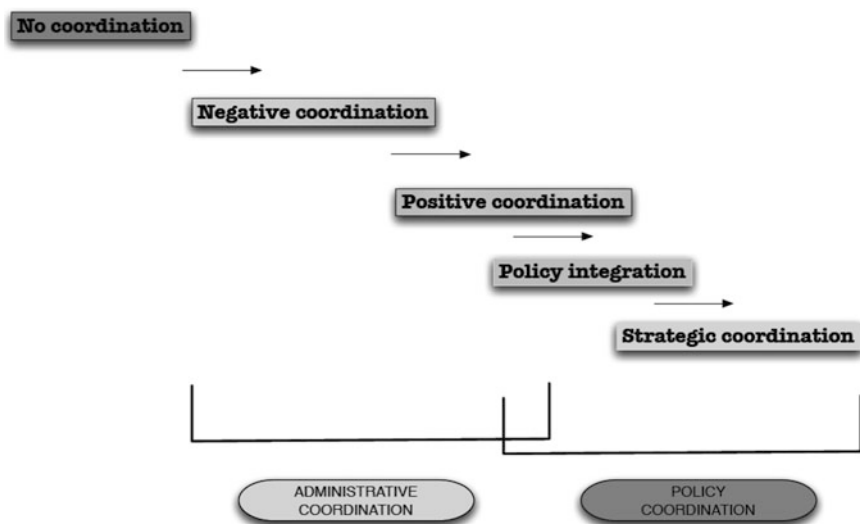 No coordination
Negative coordination
Positive coordination
Policy integration
Strategic coordination
ADMINISTRATIVE
COORDINATION
POLICY
COORDINATION